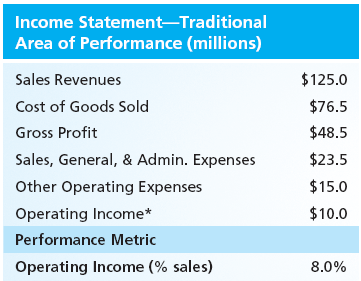 Income Statement—Traditional
Area of Performance (millions)
Sales Revenues $125.0
Cost of Goods Sold $76.5
Gross Profit $48.5
Sales, General, & Admin. Expenses $23.5
Other Operating Expenses $15.0
Operating Income* $10.0
Performance Metric
Operating Income (% sales) 8.0%